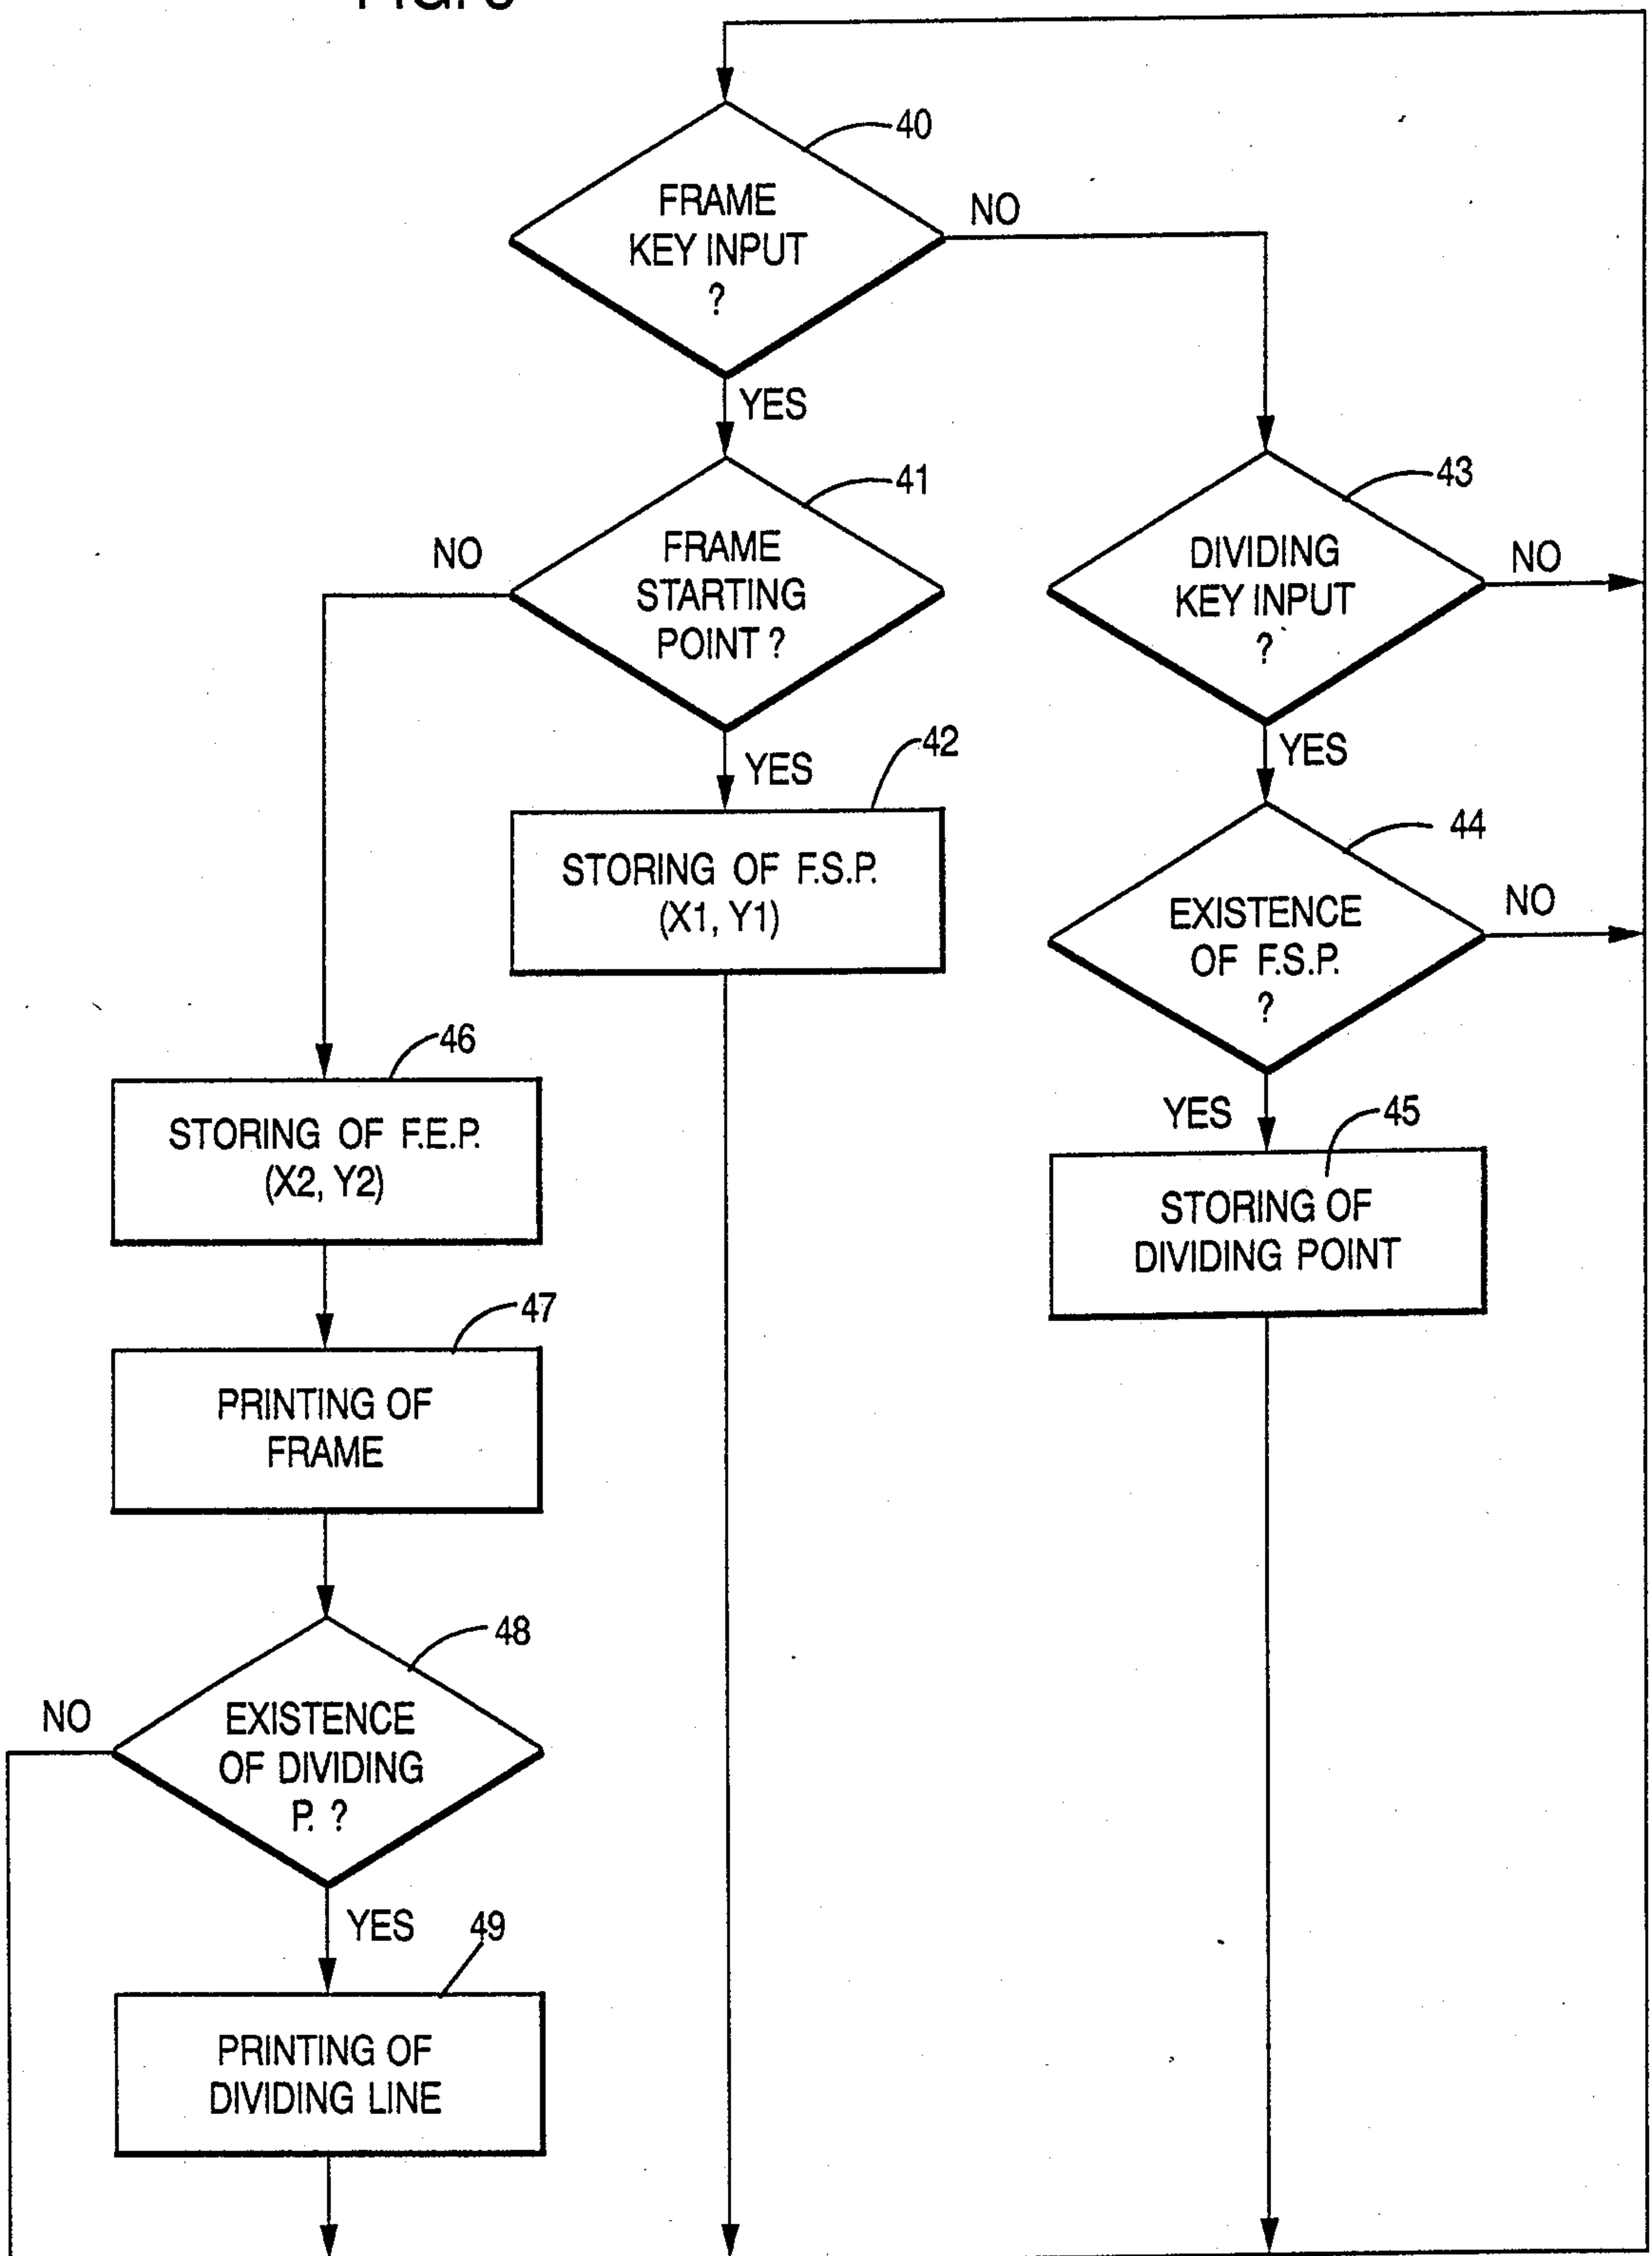 40
FRAME
KEY INPUT
?
NO
YES
41
FRAME
STARTING
POINT ?
NO
YES
43
DIVIDING
KEY INPUT
?
NO
YES
42
STORING OF F.S.P.
(X1, Y1)
44
EXISTENCE
OF F.S.P.
?
NO
YES
45
STORING OF
DIVIDING POINT
46
STORING OF F.E.P.
(X2, Y2)
47
PRINTING OF
FRAME
48
EXISTENCE
OF DIVIDING
P. ?
NO
YES
49
PRINTING OF
DIVIDING LINE